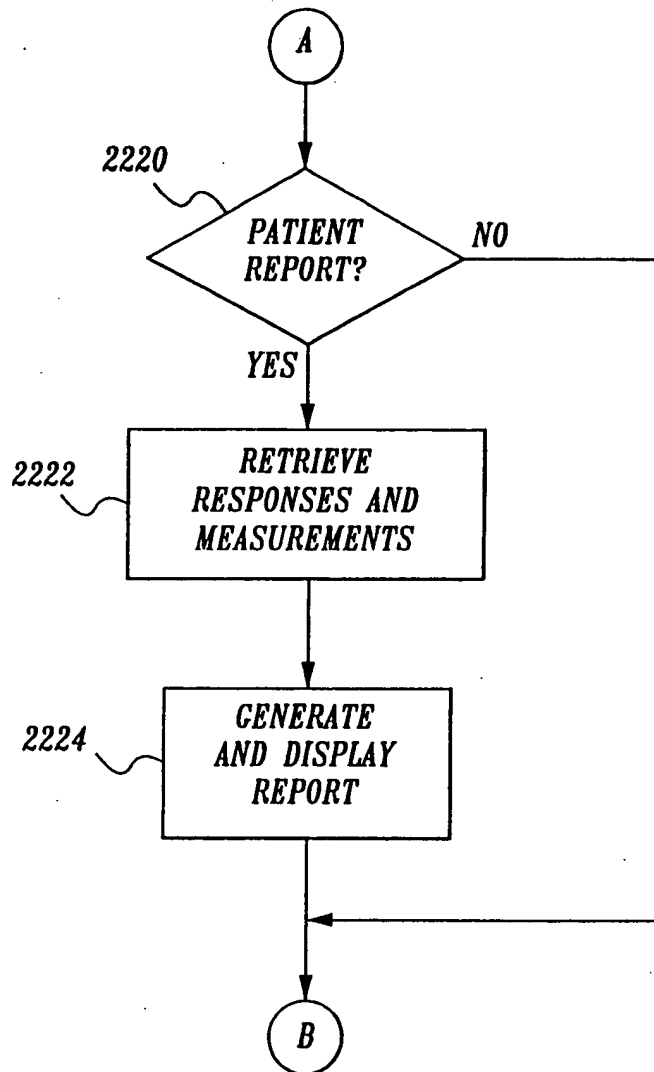 A
2220
PATIENT
REPORT?
NO
YES
2222
RETRIEVE
RESPONSES AND
MEASUREMENTS
2224
GENERATE
AND DISPLAY
REPORT
B